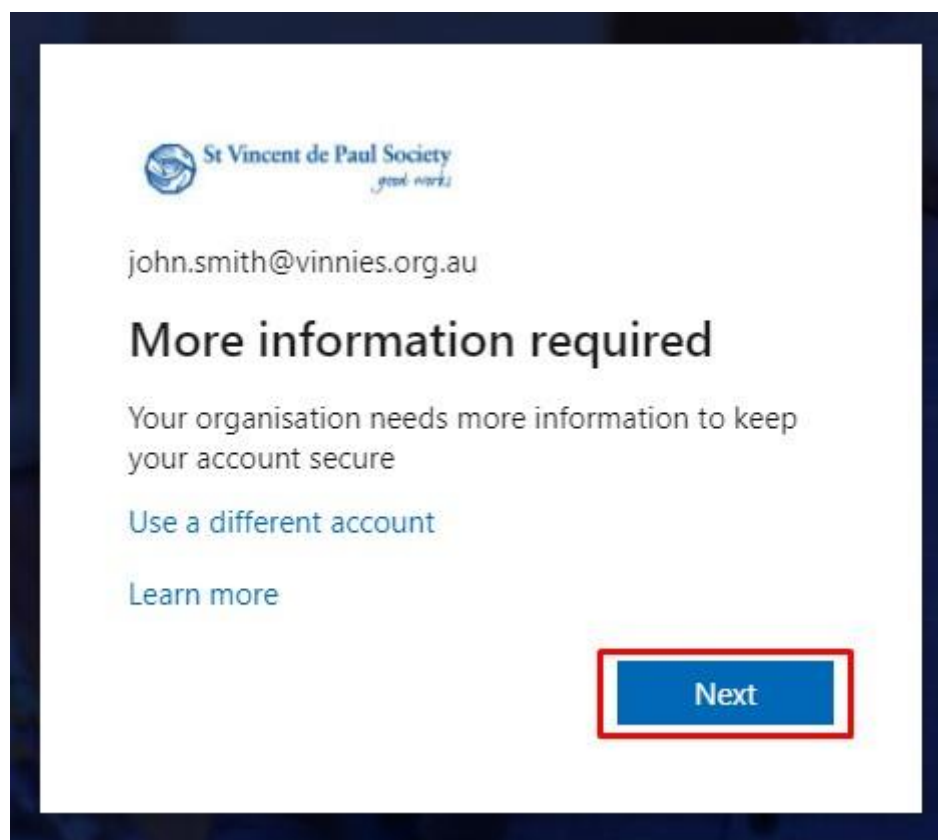 St Vincent de Paul Society
good works
john.smith@vinnies.org.au
More information required
Your organisation needs more information to keep
your account secure
Use a different account
Learn more
Next